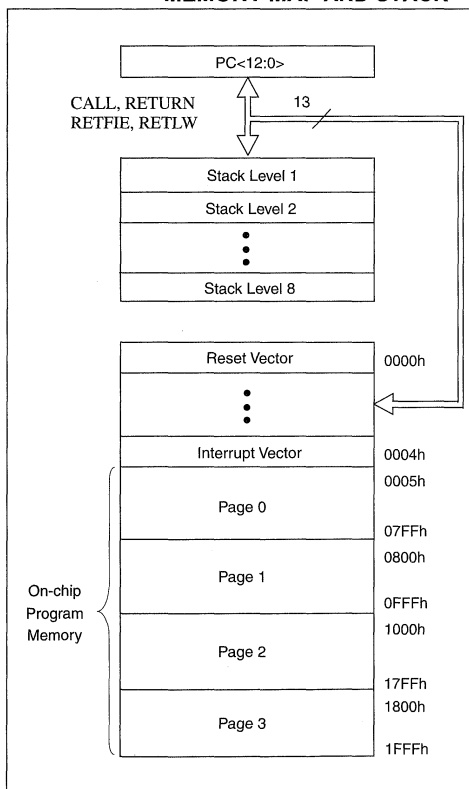 MEMORY MAP AND STACK
PC<12:0>
CALL, RETURN
RETFIE, RETLW
13
Stack Level 1
Stack Level 2
Stack Level 8
Reset Vector
0000h
Interrupt Vector
0004h
0005h
Page 0
07FFh
0800h
Page 1
0FFFh
On-chip
Program
Memory
1000h
Page 2
17FFh
1800h
Page 3
1FFFh